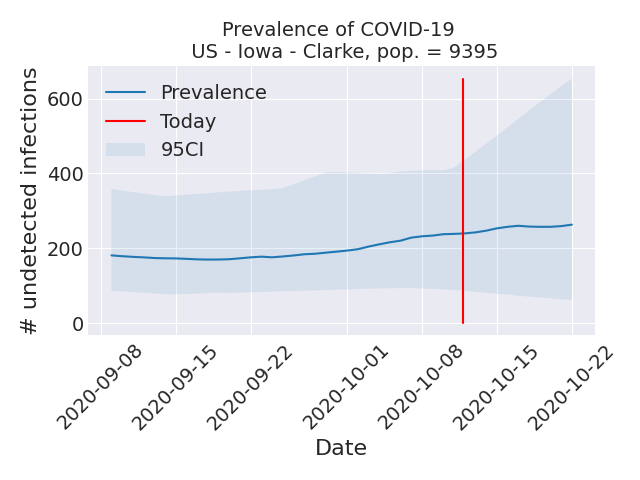 Prevalence of COVID-19
US - Iowa - Clarke, pop. = 9395
# undetected infections
600
400
200
0
Prevalence
Today
95CI
2020-09-08
2020-09-15
2020-09-22
2020-10-01
2020-10-08
2020-10-15
2020-10-22
Date